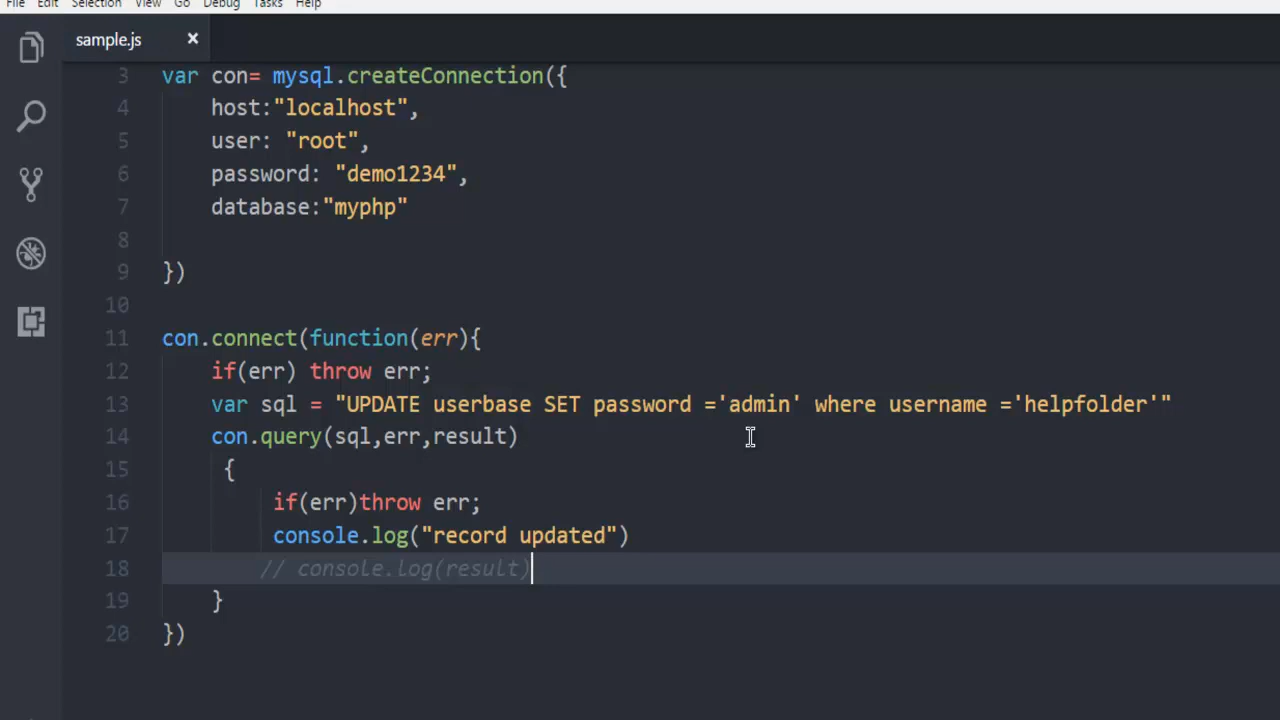 File Edit Selection View Go Debug Tasks Help
sample.js ×
3 var con= mysql.createConnection({
4 host:"localhost",
5 user: "root",
6 password: "demo1234",
7 database:"myphp"
8
9 })
10
11 con.connect(function(err){
12 if(err) throw err;
13 var sql = "UPDATE userbase SET password ='admin' where username ='helpfolder'"
14 con.query(sql,err,result)
15 {
16 if(err)throw err;
17 console.log("record updated")
18 // console.log(result)
19 }
20 })